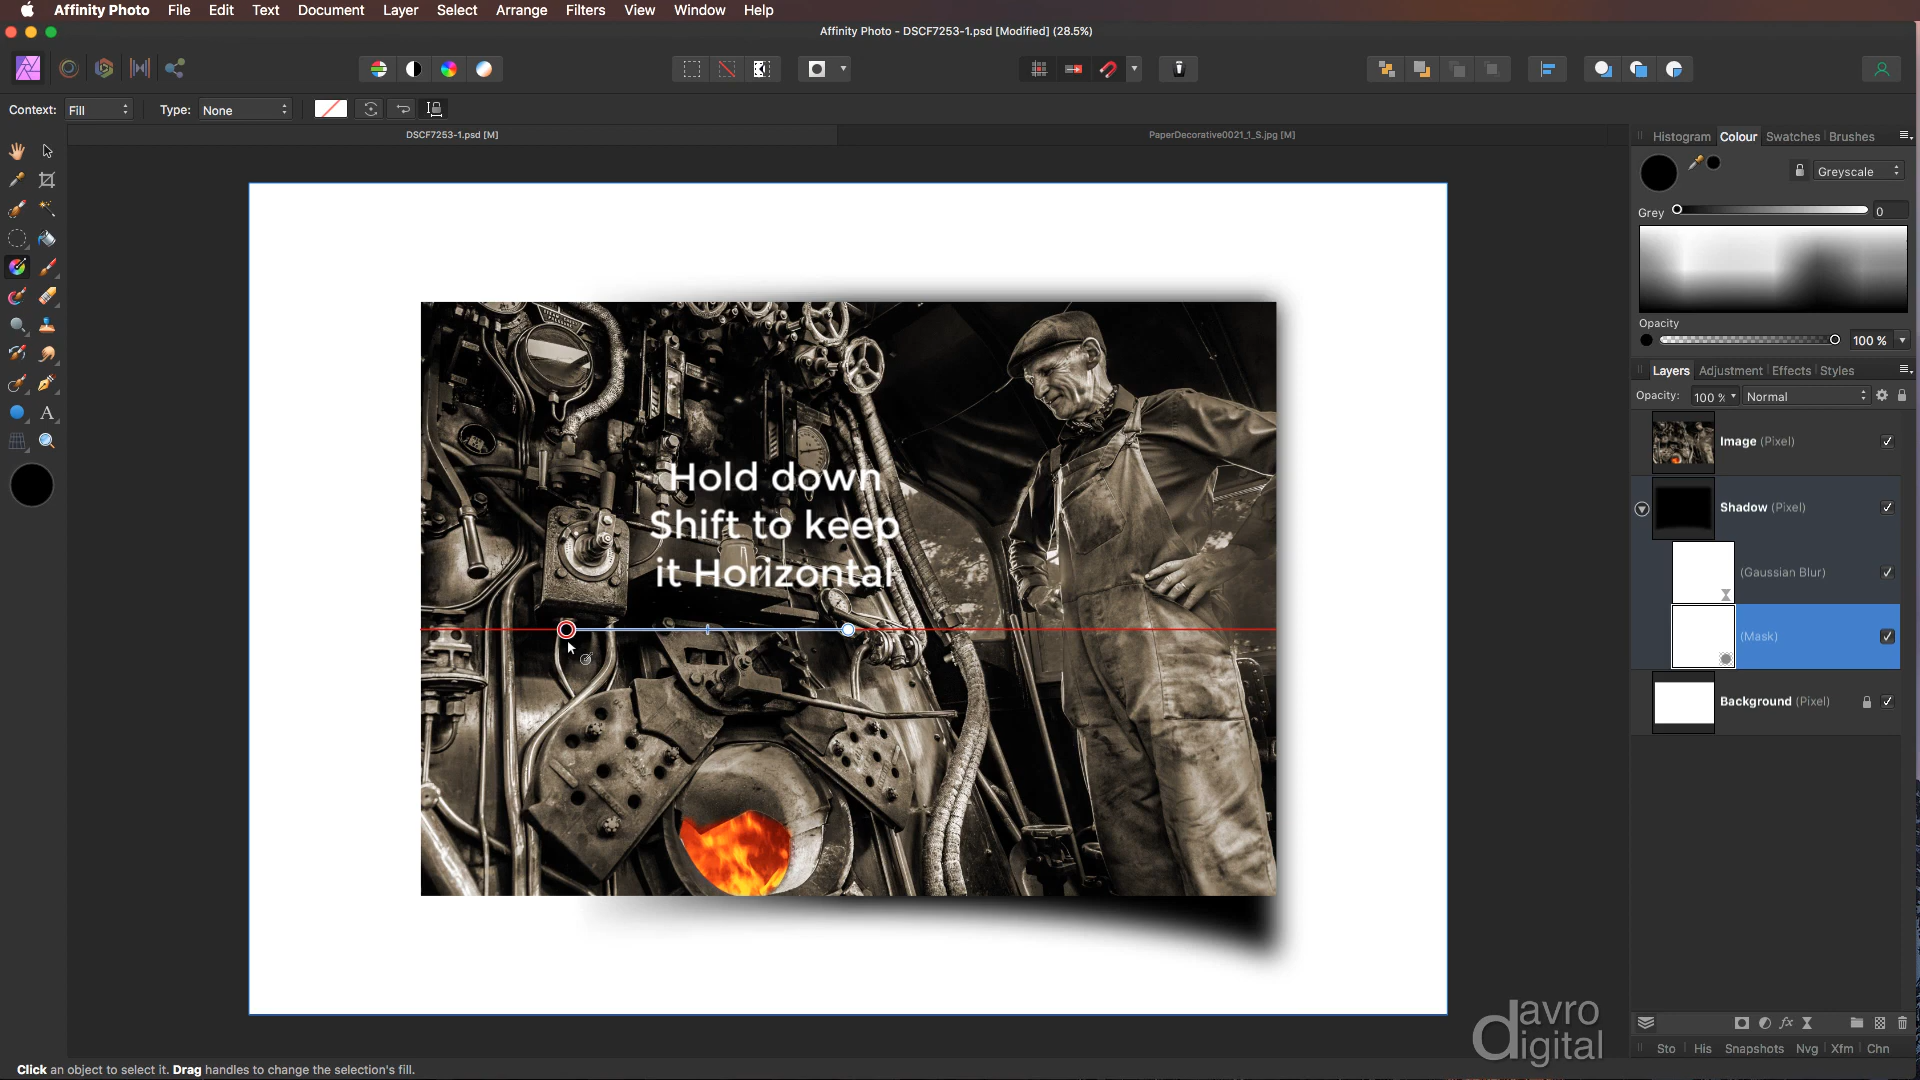 Affinity Photo File Edit Text Document Layer Select Arrange Filters View Window Help
Affinity Photo - DSCF7253-1.psd [Modified] (28.5%)
Context: Fill Type: None
DSCF7253-1.psd [M] PaperDecorative0021_1_S.jpg [M]
Histogram Colour Swatches Brushes
Greyscale
Grey 0
Opacity
100 %
Layers Adjustment Effects Styles
Opacity: 100 % Normal
Image (Pixel)
Shadow (Pixel)
(Gaussian Blur)
(Mask)
Background (Pixel)
Hold down
Shift to keep
it Horizontal
davro
digital
fx
Sto His Snapshots Nvg Xfm Chn
Click an object to select it. Drag handles to change the selection's fill.